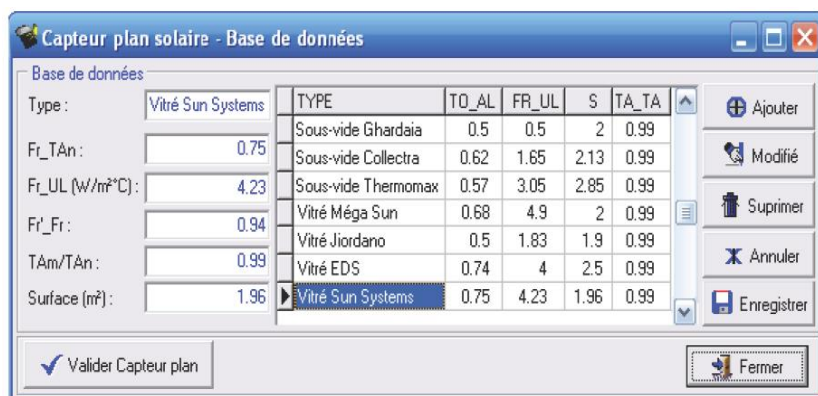 Capteur plan solaire - Base de données
Base de données
Type : Vitré Sun Systems
Fr_TAn : 0.75
Fr_UL (W/m²°C) : 4.23
Fr'_Fr : 0.94
TAm/TAn : 0.99
Surface (m²) : 1.96
TYPE TO_AL FR_UL S TA_TA
Sous-vide Ghardaia 0.5 0.5 2 0.99
Sous-vide Collectra 0.62 1.65 2.13 0.99
Sous-vide Thermomax 0.57 3.05 2.85 0.99
Vitré Méga Sun 0.68 4.9 2 0.99
Vitré Jiordano 0.5 1.83 1.9 0.99
Vitré EDS 0.74 4 2.5 0.99
Vitré Sun Systems 0.75 4.23 1.96 0.99
Ajouter
Modifié
Suprimer
Annuler
Enregistrer
Valider Capteur plan
Fermer